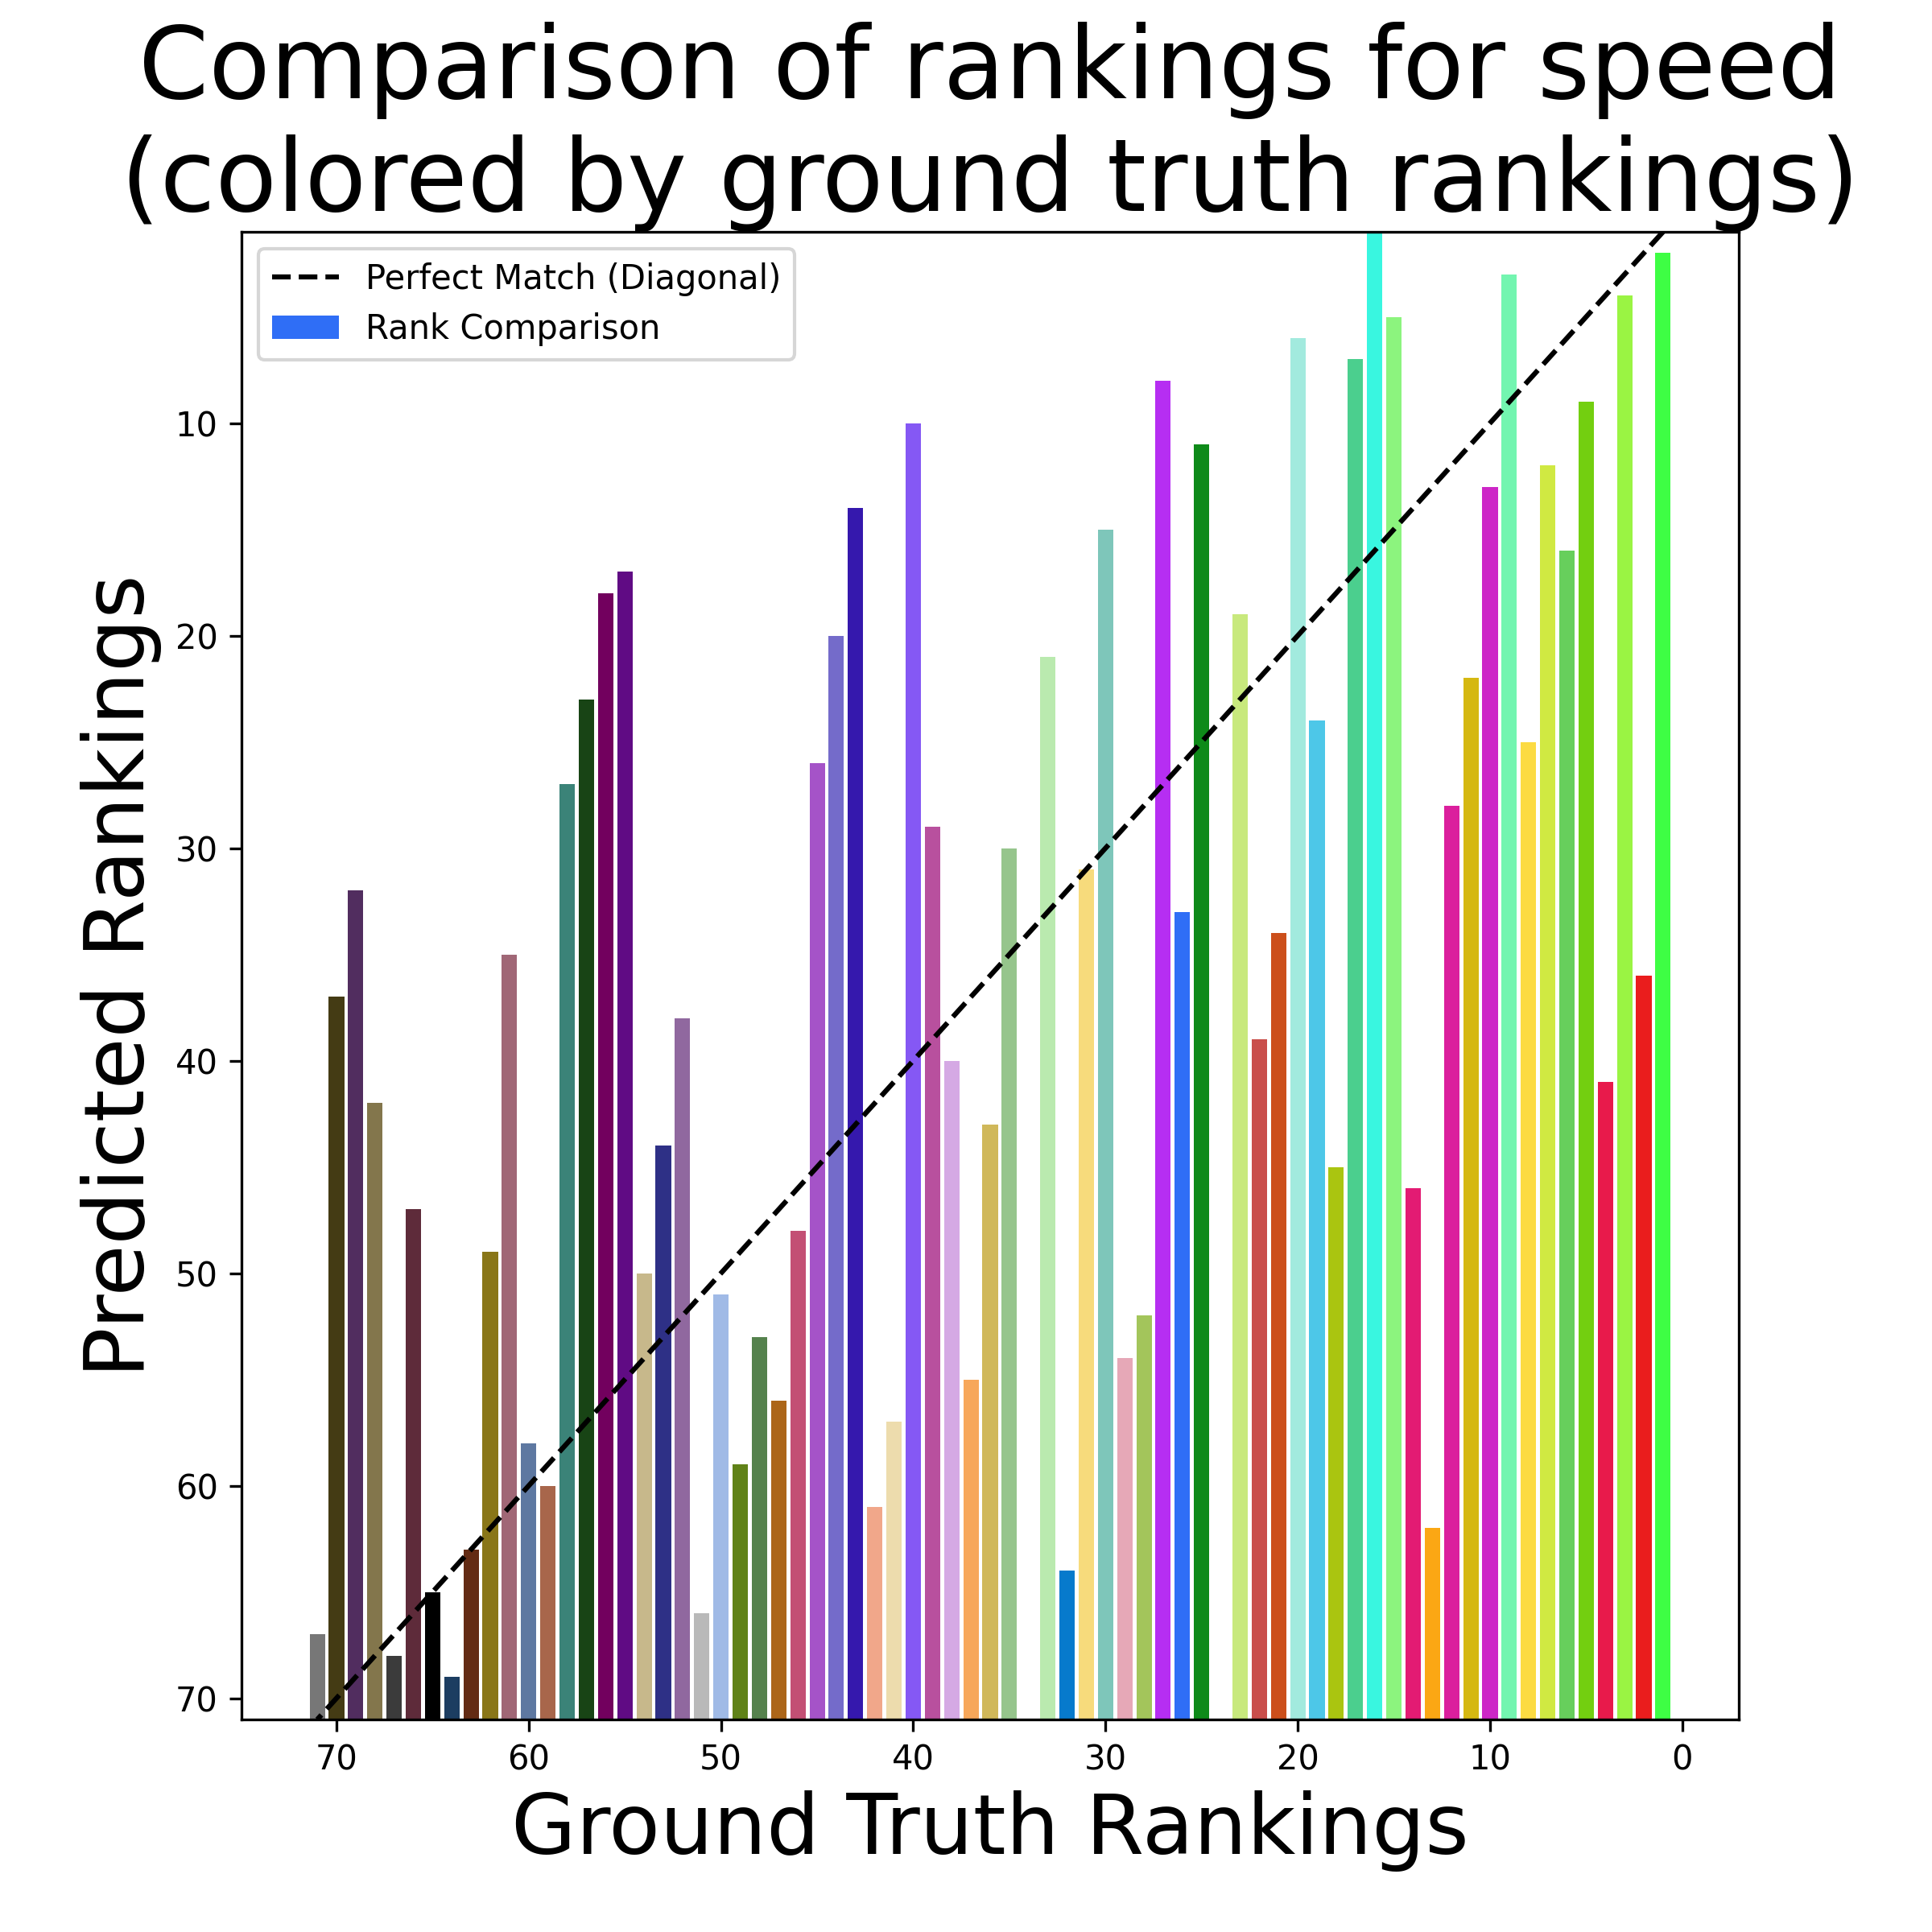 Comparison of rankings for speed
(colored by ground truth rankings)
Perfect Match (Diagonal)
Rank Comparison
Predicted Rankings
10
20
30
40
50
60
70
70 60 50 40 30 20 10 0
Ground Truth Rankings